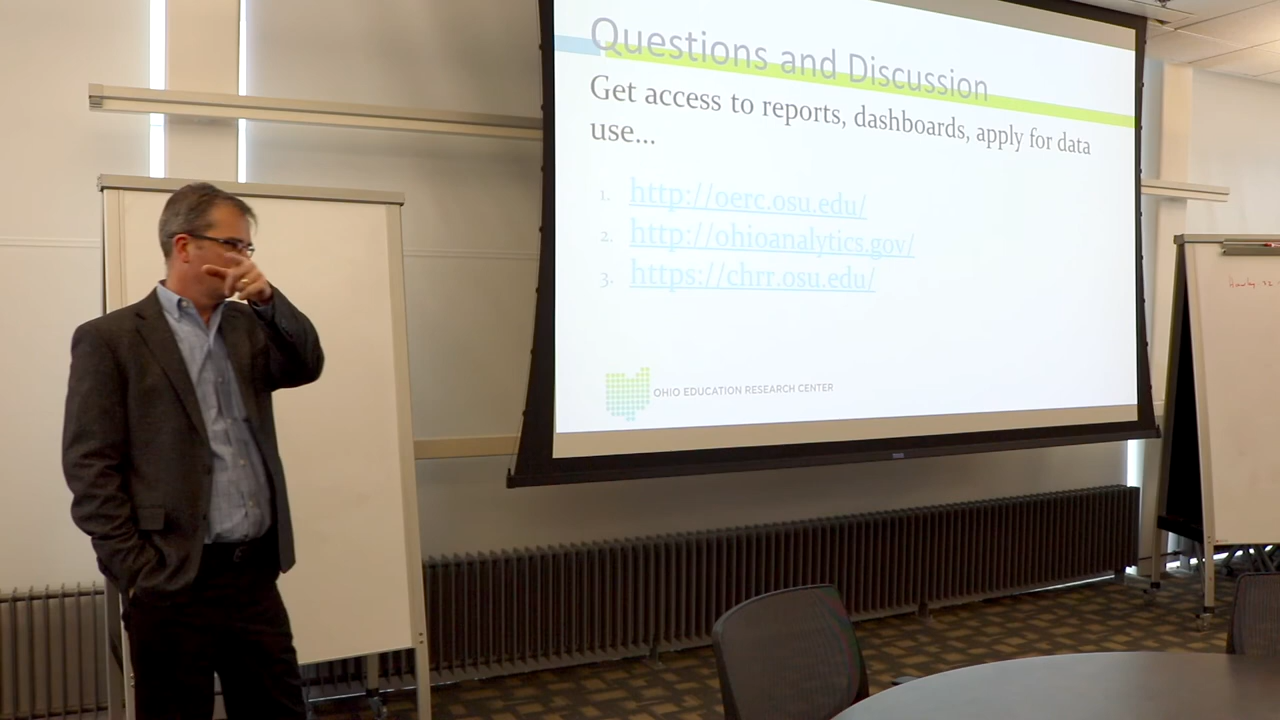 Questions and Discussion
Get access to reports, dashboards, apply for data
use...
1. http://oerc.osu.edu/
2. http://ohioanalytics.gov/
3. https://chrr.osu.edu/
OHIO EDUCATION RESEARCH CENTER